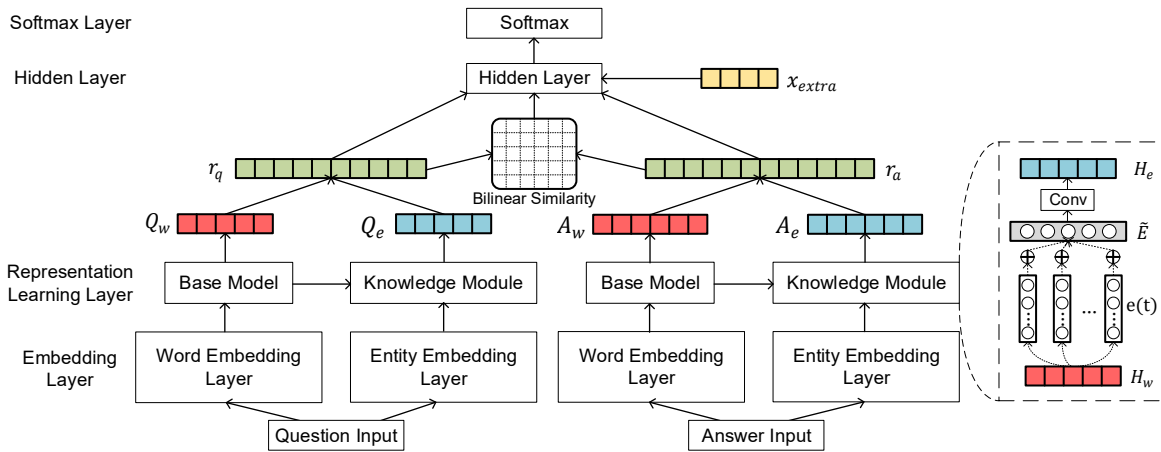 Softmax Layer
Softmax
Hidden Layer
Hidden Layer
x_extra
r_q
r_a
Bilinear Similarity
Q_w
Q_e
A_w
A_e
Representation
Learning Layer
Base Model
Knowledge Module
Base Model
Knowledge Module
Embedding
Layer
Word Embedding
Layer
Entity Embedding
Layer
Word Embedding
Layer
Entity Embedding
Layer
Question Input
Answer Input
H_e
Conv
Ẽ
e(t)
...
H_w